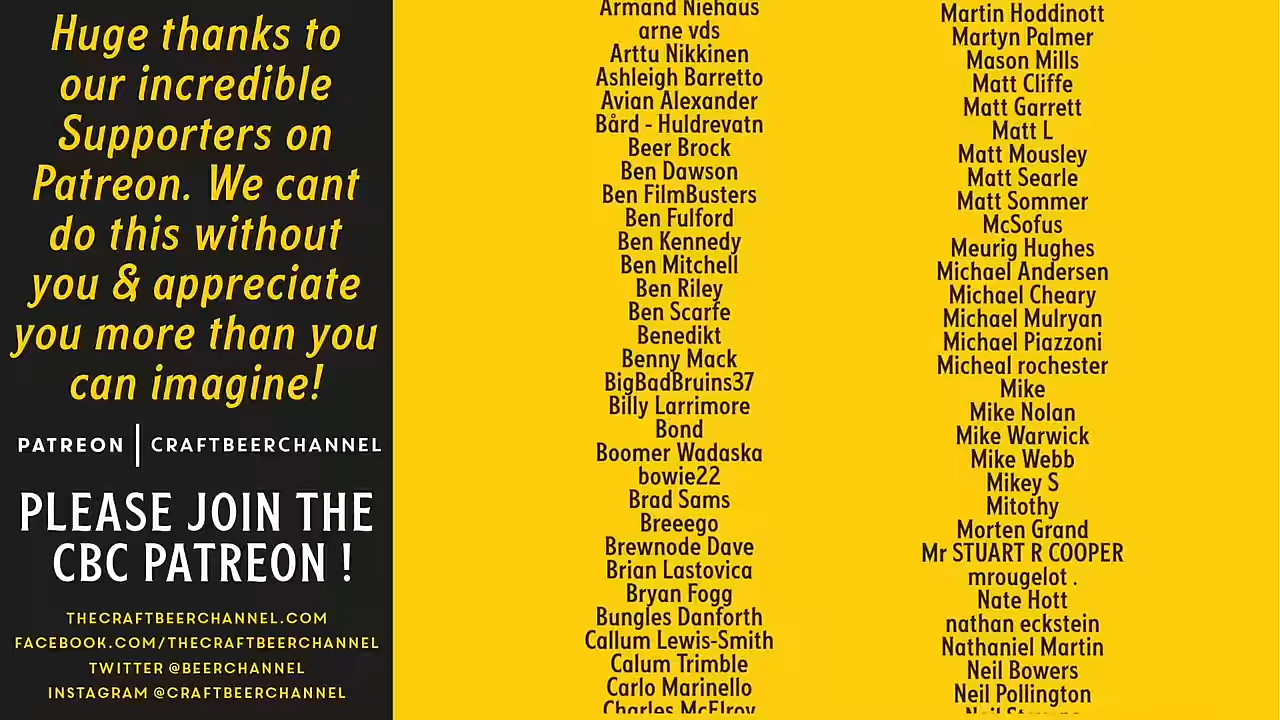 Huge thanks to
our incredible
Supporters on
Patreon. We cant
do this without
you & appreciate
you more than you
can imagine!
PATREON | CRAFTBEERCHANNEL
PLEASE JOIN THE
CBC PATREON !
THECRAFTBEERCHANNEL.COM
FACEBOOK.COM/THECRAFTBEERCHANNEL
TWITTER @BEERCHANNEL
INSTAGRAM @CRAFTBEERCHANNEL
Armand Niehaus
arne vds
Arttu Nikkinen
Ashleigh Barretto
Avian Alexander
Bård - Huldrevatn
Beer Brock
Ben Dawson
Ben FilmBusters
Ben Fulford
Ben Kennedy
Ben Mitchell
Ben Riley
Ben Scarfe
Benedikt
Benny Mack
BigBadBruins37
Billy Larrimore
Bond
Boomer Wadaska
bowie22
Brad Sams
Breeego
Brewnode Dave
Brian Lastovica
Bryan Fogg
Bungles Danforth
Callum Lewis-Smith
Calum Trimble
Carlo Marinello
Charles McElroy
Martin Hoddinott
Martyn Palmer
Mason Mills
Matt Cliffe
Matt Garrett
Matt L
Matt Mousley
Matt Searle
Matt Sommer
McSofus
Meurig Hughes
Michael Andersen
Michael Cheary
Michael Mulryan
Michael Piazzoni
Micheal rochester
Mike
Mike Nolan
Mike Warwick
Mike Webb
Mikey S
Mitothy
Morten Grand
Mr STUART R COOPER
mrougelot .
Nate Hott
nathan eckstein
Nathaniel Martin
Neil Bowers
Neil Pollington
Neil